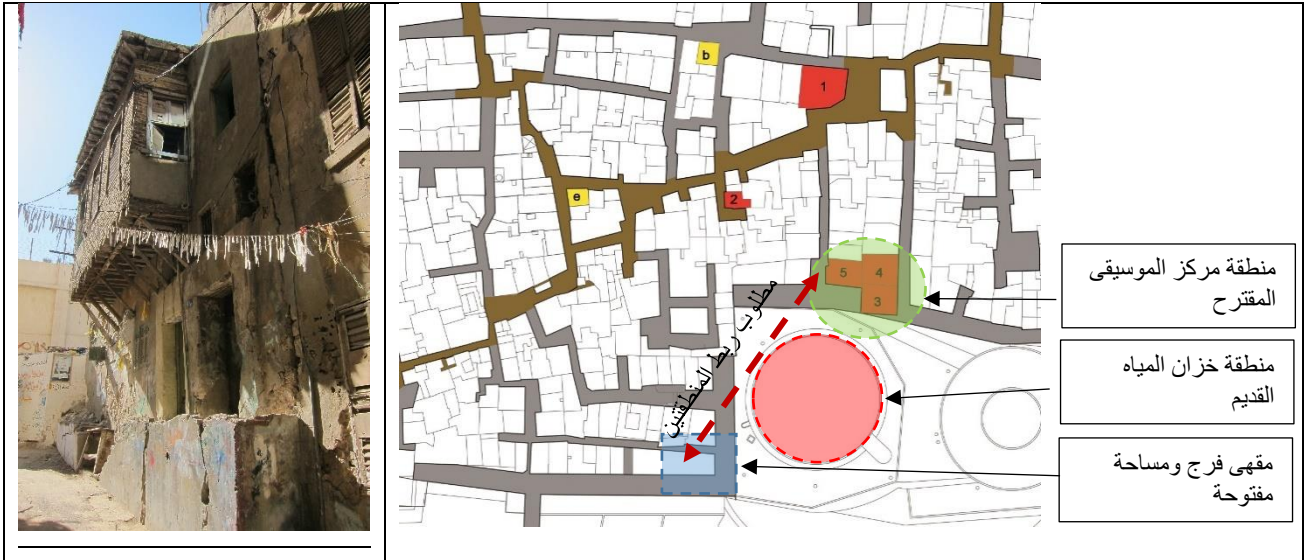 b
1
e
2
5
4
3
مطلوب ربط المنطقتين
منطقة مركز الموسيقى
المقترح
منطقة خزان المياه
القديم
مقهى فرج ومساحة
مفتوحة